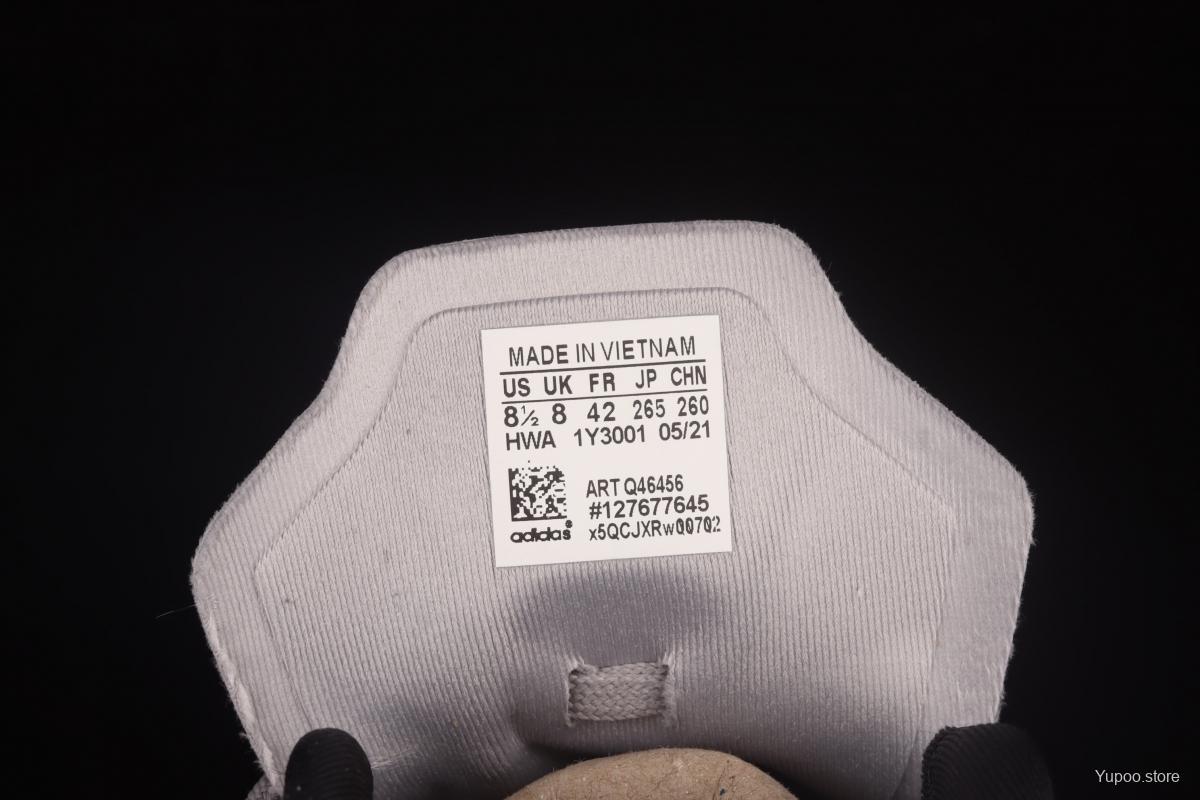 MADE IN VIETNAM
US UK FR JP CHN
8½ 8 42 265 260
HWA 1Y3001 05/21
ART Q46456
#127677645
adidas® x5QCJXRw00702
Yupoo.store